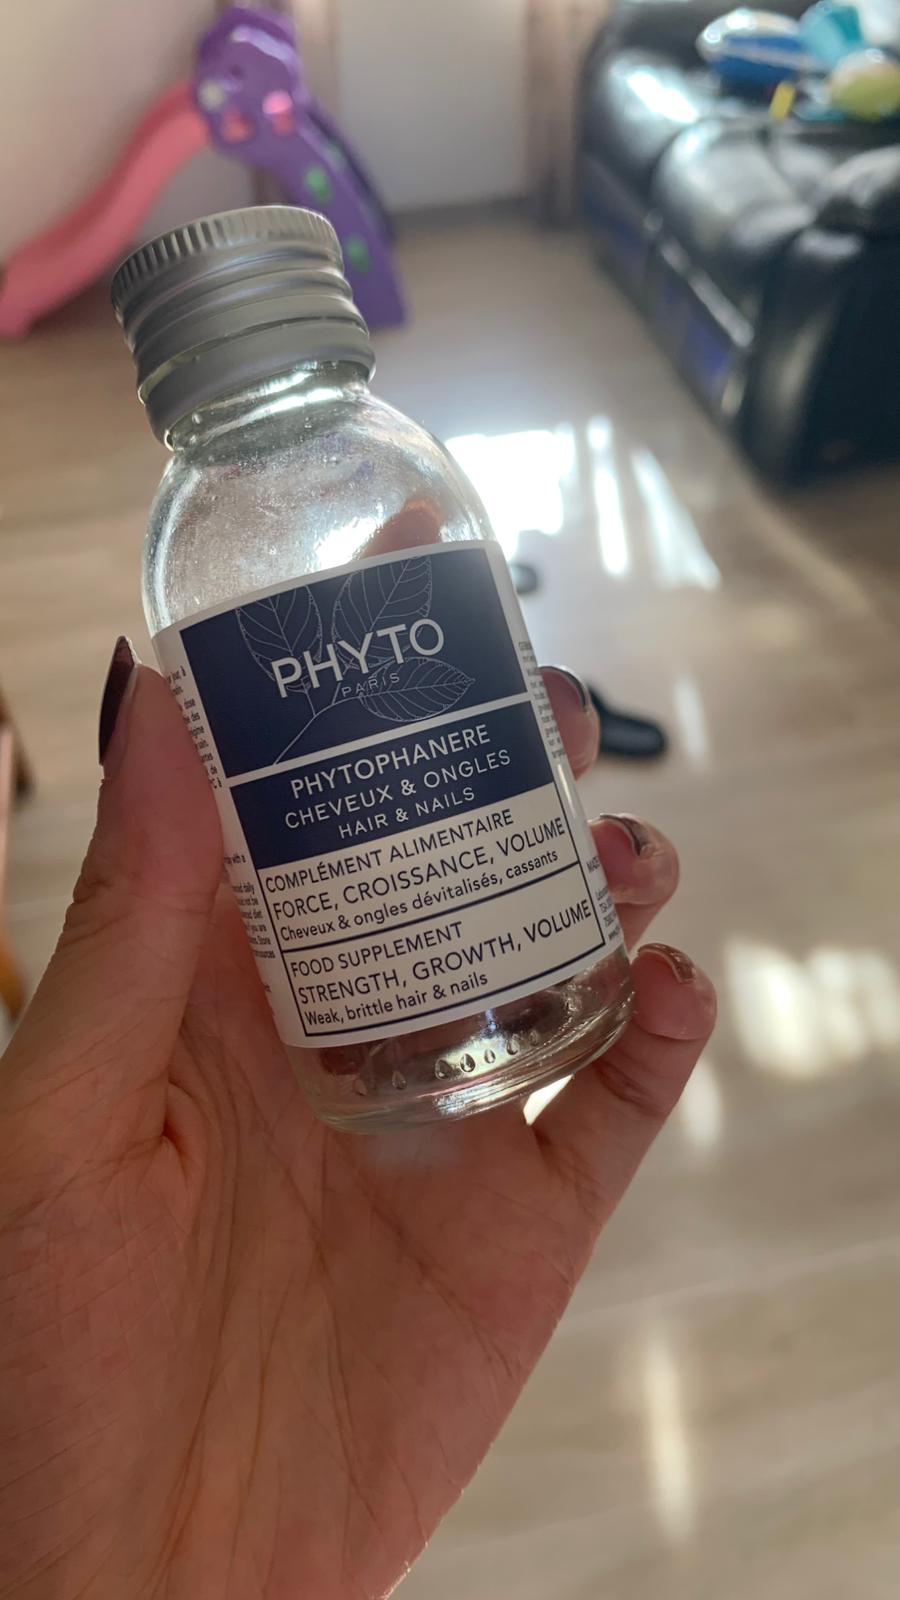 PHYTO
PARIS
PHYTOPHANERE
CHEVEUX & ONGLES
HAIR & NAILS
COMPLÉMENT ALIMENTAIRE
FORCE, CROISSANCE, VOLUME
Cheveux & ongles dévitalisés, cassants
FOOD SUPPLEMENT
STRENGTH, GROWTH, VOLUME
Weak, brittle hair & nails